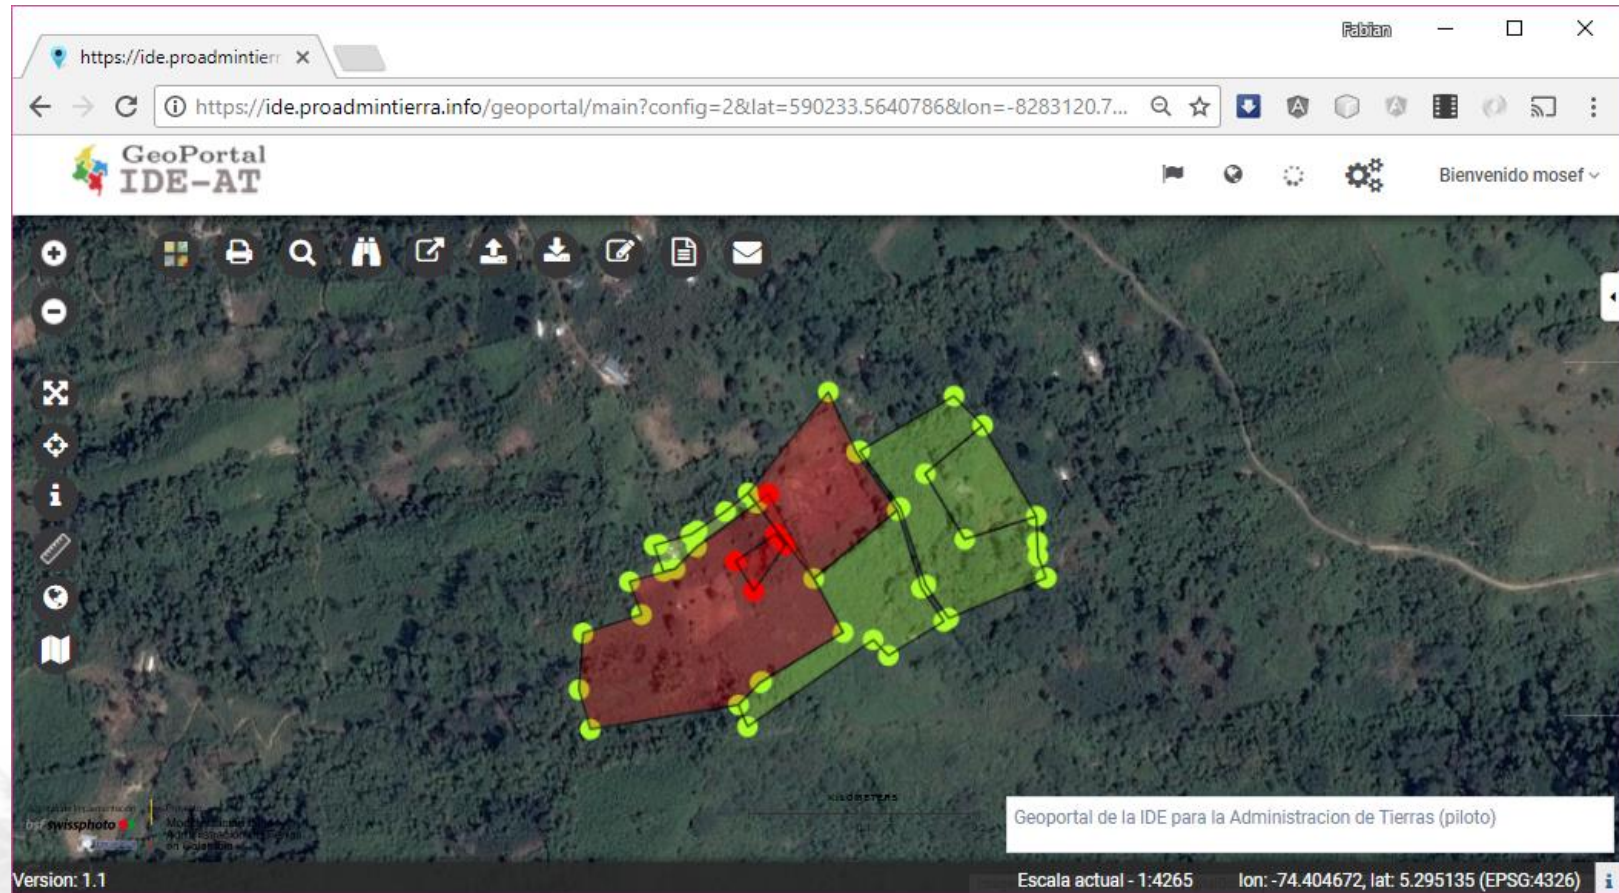 Fabian
https://ide.proadmintierr
https://ide.proadmintierra.info/geoportal/main?config=2&lat=590233.5640786&lon=-8283120.7...
GeoPortal
IDE-AT
Bienvenido mosef
swissphoto
Geoportal de la IDE para la Administracion de Tierras (piloto)
Version: 1.1
Escala actual - 1:4265
lon: -74.404672, lat: 5.295135 (EPSG:4326)